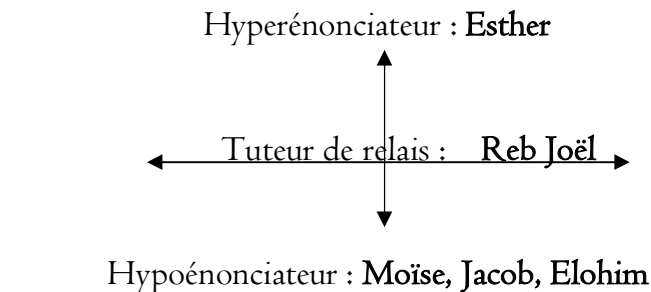 Hyperénonciateur : Esther
Tuteur de relais : Reb Joël
Hypoénonciateur : Moïse, Jacob, Elohim